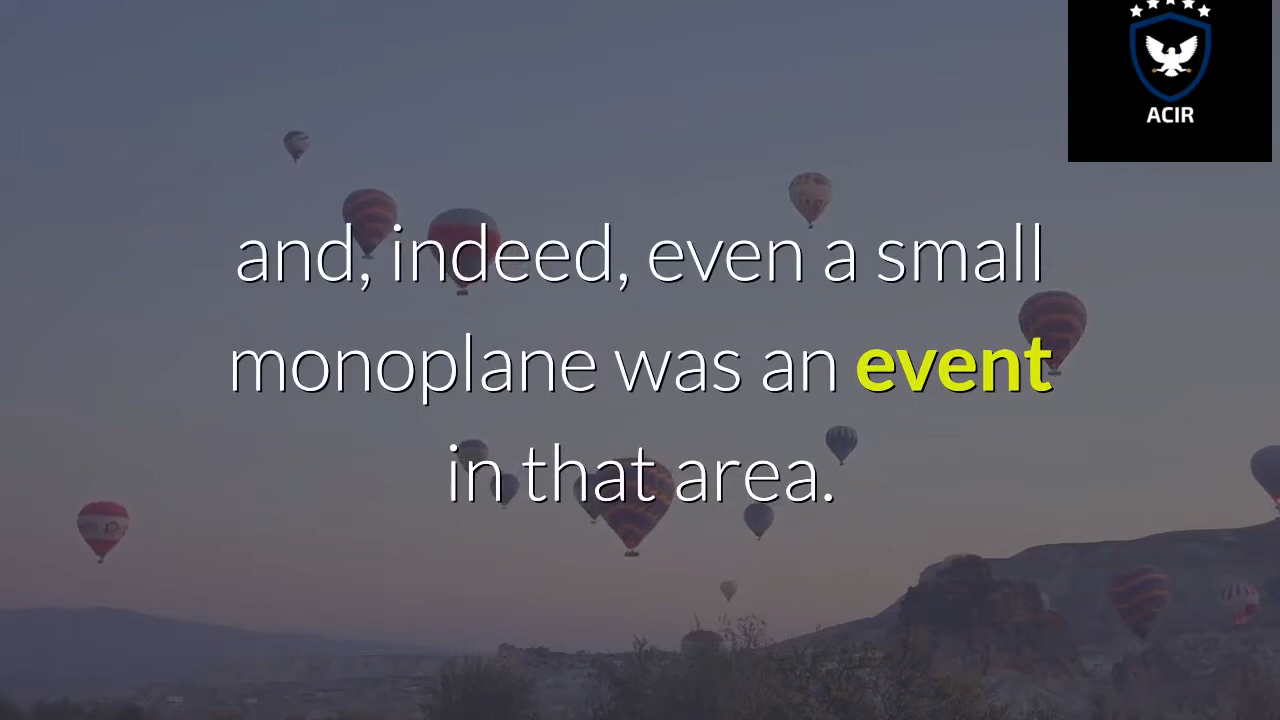 ACIR
and, indeed, even a small
monoplane was an event
in that area.